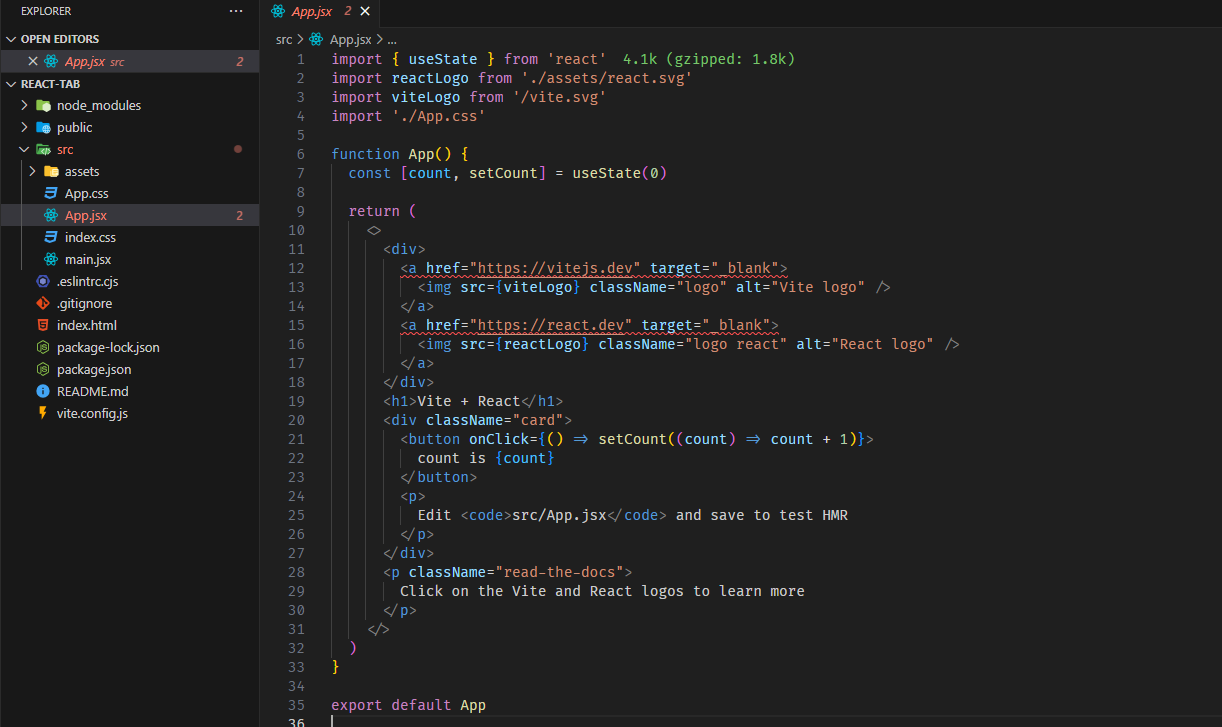 EXPLORER
...
OPEN EDITORS
App.jsx src 2
REACT-TAB
node_modules
public
src
assets
App.css
App.jsx 2
index.css
main.jsx
.eslintrc.cjs
.gitignore
index.html
package-lock.json
package.json
README.md
vite.config.js
App.jsx 2
src > App.jsx > ...
1 import { useState } from 'react' 4.1k (gzipped: 1.8k)
2 import reactLogo from './assets/react.svg'
3 import viteLogo from '/vite.svg'
4 import './App.css'
5
6 function App() {
7 const [count, setCount] = useState(0)
8
9 return (
10 <>
11 <div>
12 <a href="https://vitejs.dev" target="_blank">
13 <img src={viteLogo} className="logo" alt="Vite logo" />
14 </a>
15 <a href="https://react.dev" target="_blank">
16 <img src={reactLogo} className="logo react" alt="React logo" />
17 </a>
18 </div>
19 <h1>Vite + React</h1>
20 <div className="card">
21 <button onClick={() => setCount((count) => count + 1)}>
22 count is {count}
23 </button>
24 <p>
25 Edit <code>src/App.jsx</code> and save to test HMR
26 </p>
27 </div>
28 <p className="read-the-docs">
29 Click on the Vite and React logos to learn more
30 </p>
31 </>
32 )
33 }
34
35 export default App
36